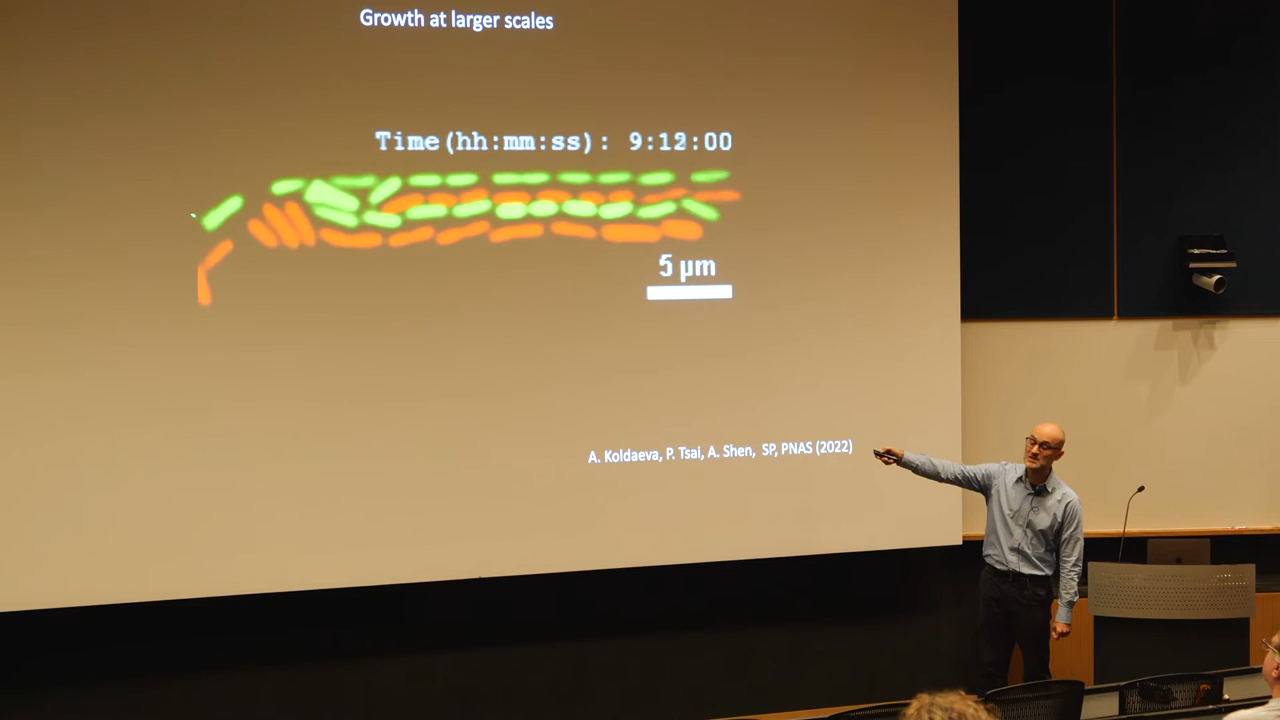 Growth at larger scales
Time(hh:mm:ss): 9:12:00
5 μm
A. Koldaeva, P. Tsai, A. Shen, SP, PNAS (2022)